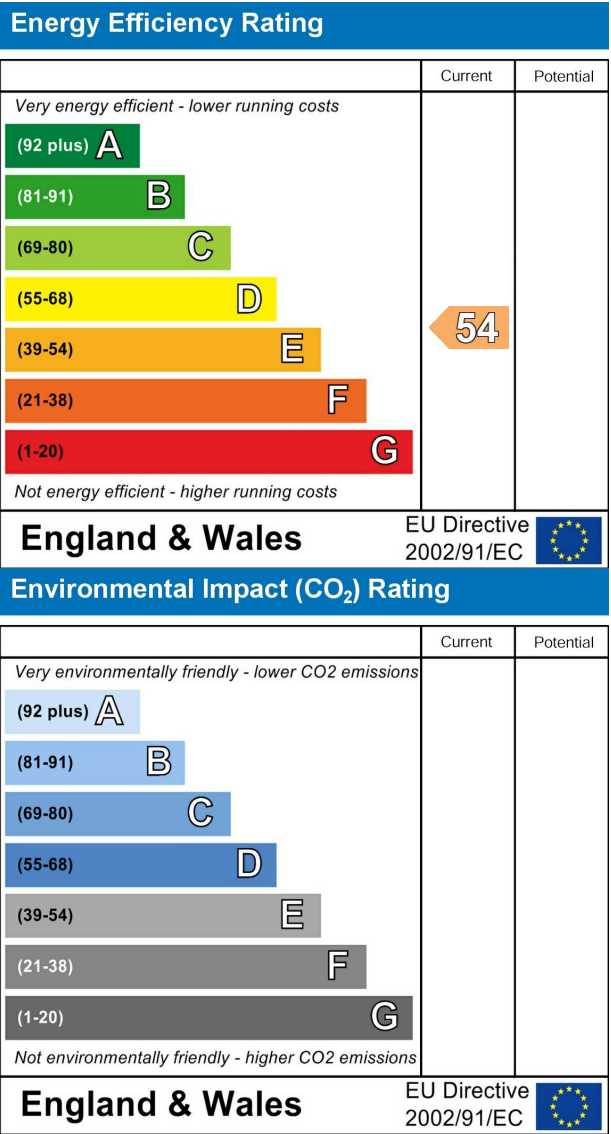 Energy Efficiency Rating
Current Potential
Very energy efficient - lower running costs
(92 plus) A
(81-91) B
(69-80) C
(55-68) D
(39-54) E
54
(21-38) F
(1-20) G
Not energy efficient - higher running costs
England & Wales
EU Directive
2002/91/EC
Environmental Impact (CO₂) Rating
Current Potential
Very environmentally friendly - lower CO2 emissions
(92 plus) A
(81-91) B
(69-80) C
(55-68) D
(39-54) E
(21-38) F
(1-20) G
Not environmentally friendly - higher CO2 emissions
England & Wales
EU Directive
2002/91/EC